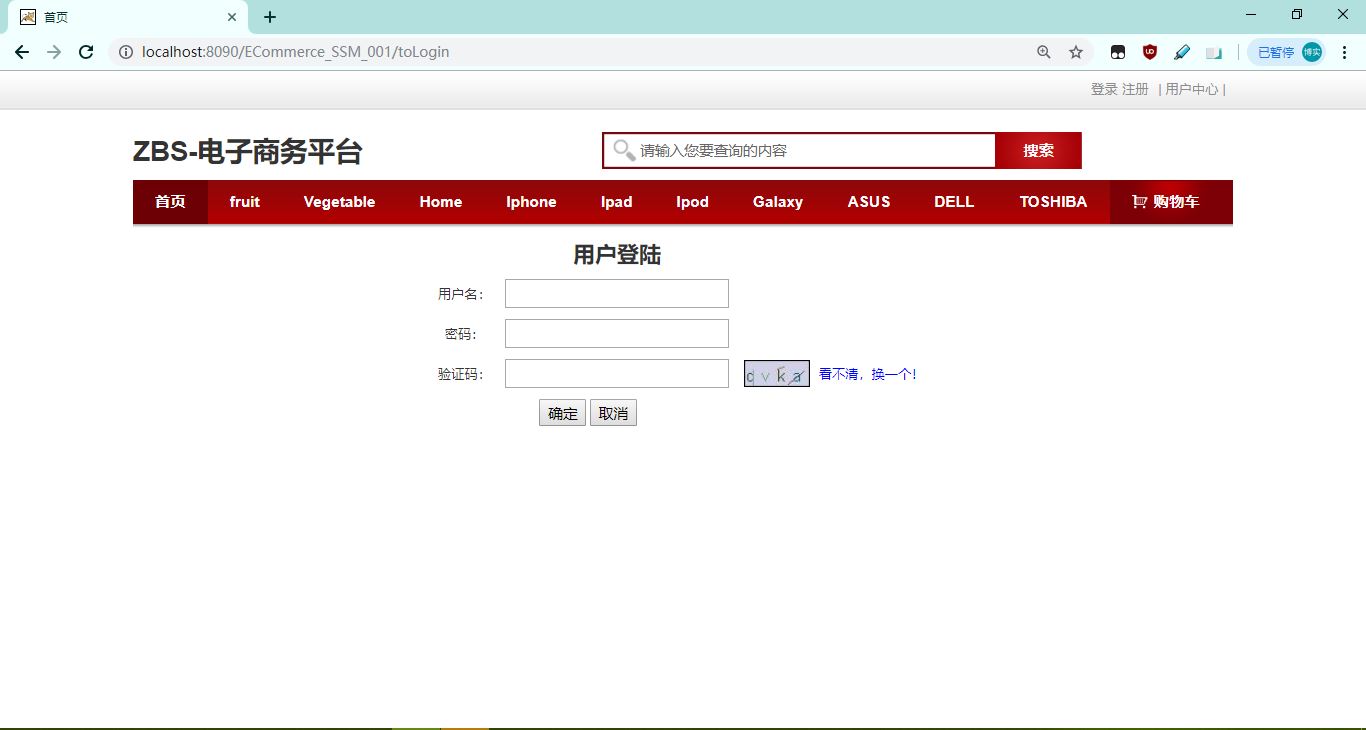 首页
localhost:8090/ECommerce_SSM_001/toLogin
已暂停 博实
登录 注册 | 用户中心 |
ZBS-电子商务平台 请输入您要查询的内容 搜索
首页 fruit Vegetable Home Iphone Ipad Ipod Galaxy ASUS DELL TOSHIBA 购物车
用户登陆
用户名：
密码：
验证码： d v k a 看不清，换一个！
确定 取消